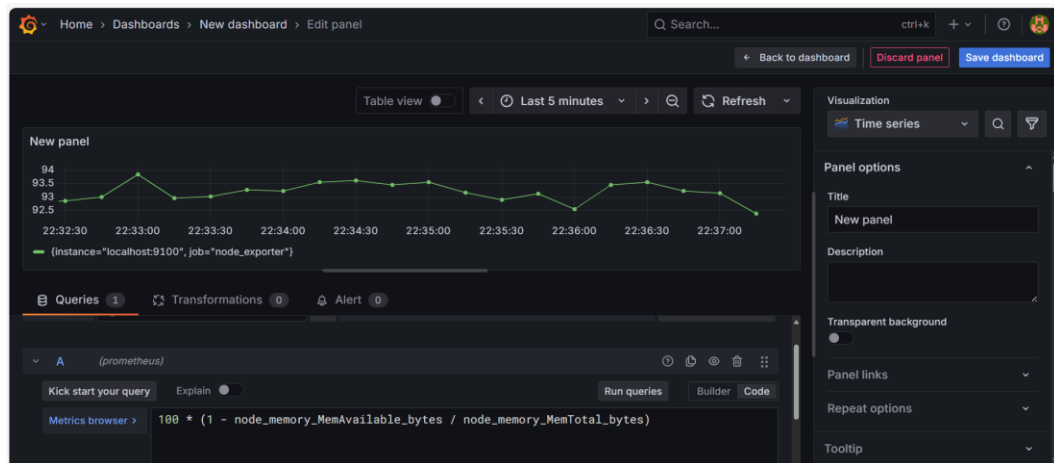 Home > Dashboards > New dashboard > Edit panel
Search... ctrl+k
Back to dashboard Discard panel Save dashboard
Table view Last 5 minutes Refresh
New panel
94
93.5
93
92.5
22:32:30 22:33:00 22:33:30 22:34:00 22:34:30 22:35:00 22:35:30 22:36:00 22:36:30 22:37:00
{instance="localhost:9100", job="node_exporter"}
Queries 1 Transformations 0 Alert 0
A (prometheus)
Kick start your query Explain Run queries Builder Code
Metrics browser > 100 * (1 - node_memory_MemAvailable_bytes / node_memory_MemTotal_bytes)
Visualization
Time series
Panel options
Title
New panel
Description
Transparent background
Panel links
Repeat options
Tooltip